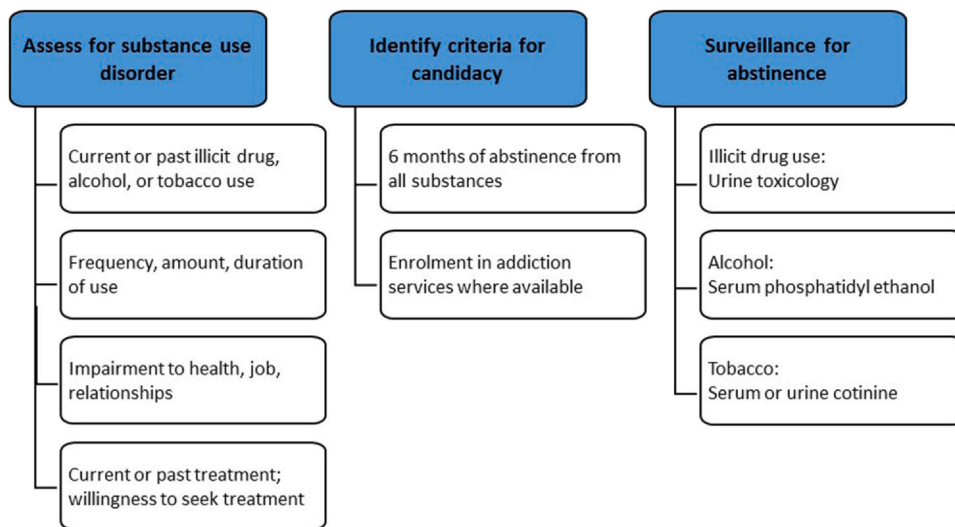 Assess for substance use
disorder
Current or past illicit drug,
alcohol, or tobacco use
Frequency, amount, duration
of use
Impairment to health, job,
relationships
Current or past treatment;
willingness to seek treatment
Identify criteria for
candidacy
6 months of abstinence from
all substances
Enrolment in addiction
services where available
Surveillance for
abstinence
Illicit drug use:
Urine toxicology
Alcohol:
Serum phosphatidyl ethanol
Tobacco:
Serum or urine cotinine